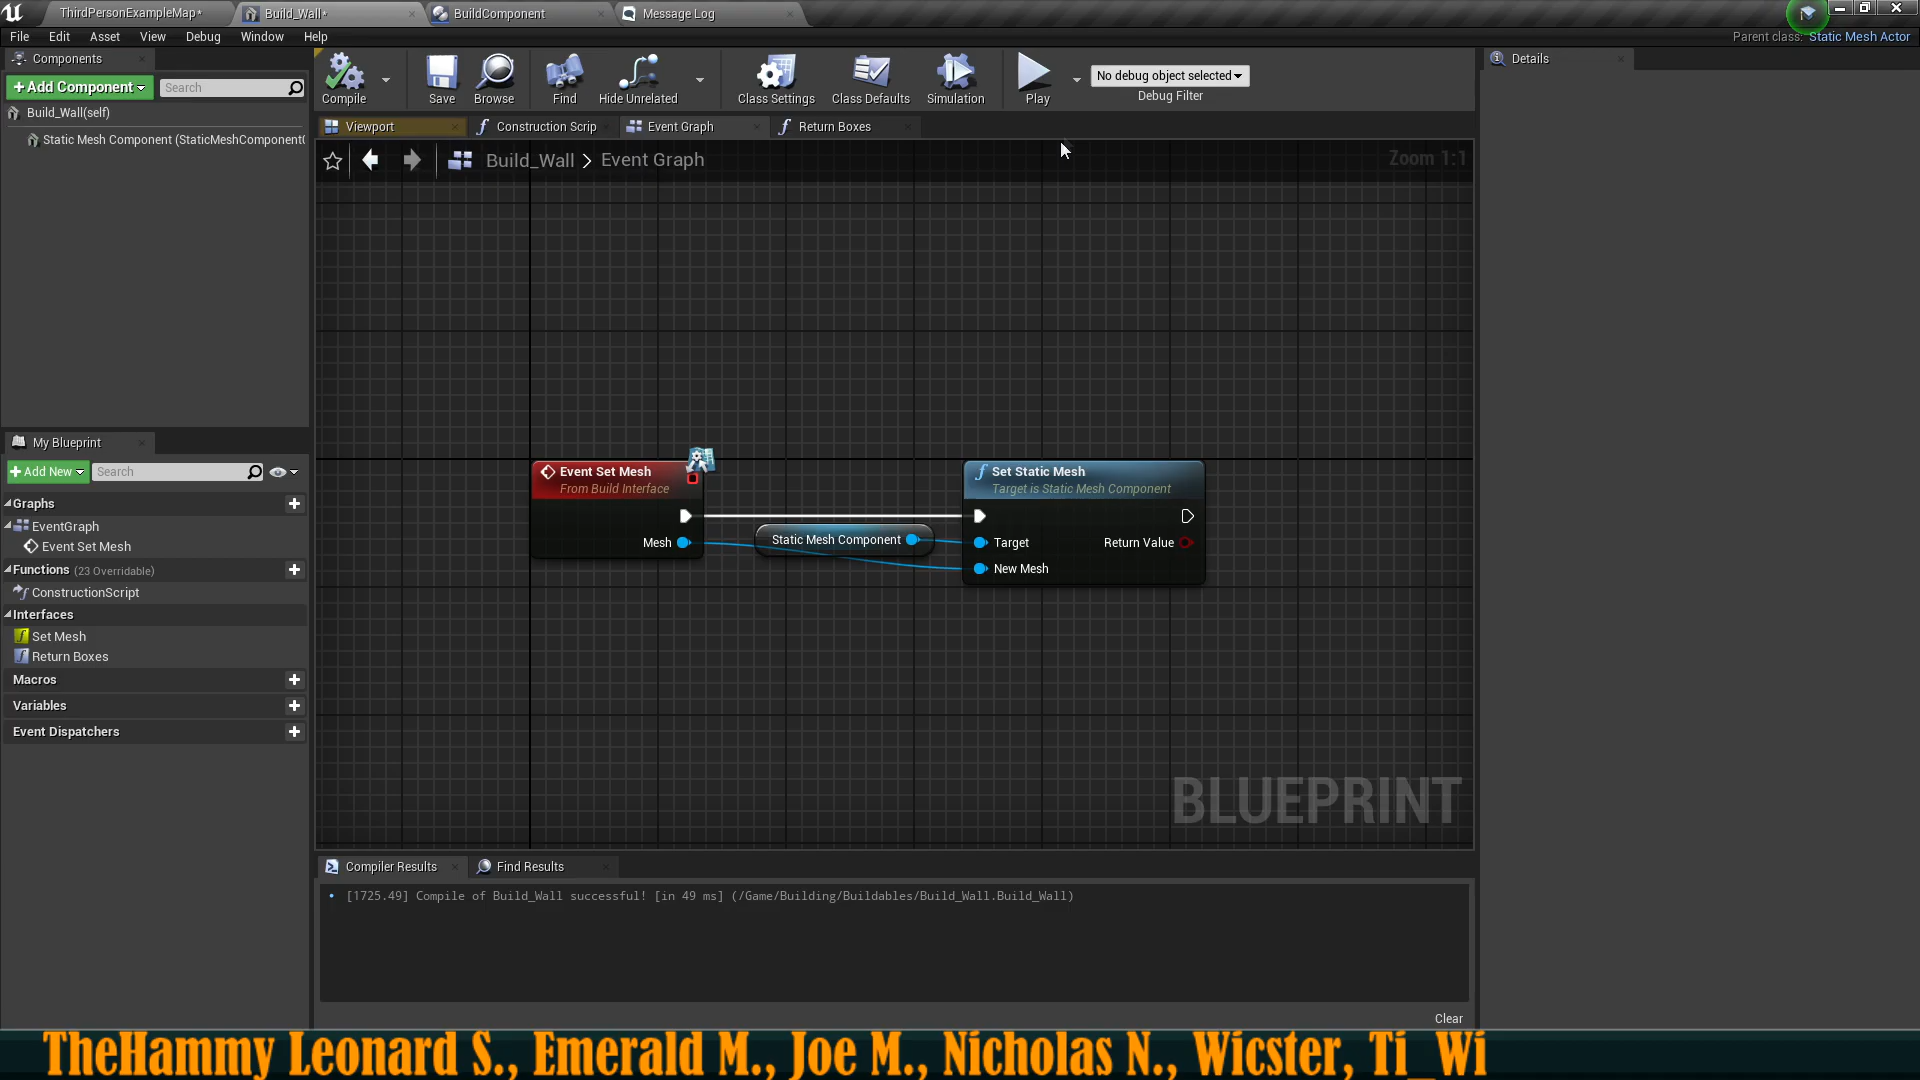 ThirdPersonExampleMap*
Build_Wall*
BuildComponent
Message Log
File Edit Asset View Debug Window Help
Parent class: Static Mesh Actor
Components
+Add Component
Search
Build_Wall(self)
Static Mesh Component (StaticMeshComponent(
Compile
Save
Browse
Find
Hide Unrelated
Class Settings
Class Defaults
Simulation
Play
No debug object selected
Debug Filter
Details
Viewport
Construction Scrip
Event Graph
Return Boxes
Build_Wall > Event Graph
Zoom 1:1
Event Set Mesh
From Build Interface
Mesh
Static Mesh Component
Set Static Mesh
Target is Static Mesh Component
Target
Return Value
New Mesh
BLUEPRINT
My Blueprint
+Add New
Search
Graphs
EventGraph
Event Set Mesh
Functions (23 Overridable)
ConstructionScript
Interfaces
Set Mesh
Return Boxes
Macros
Variables
Event Dispatchers
Compiler Results
Find Results
[1725.49] Compile of Build_Wall successful! [in 49 ms] (/Game/Building/Buildables/Build_Wall.Build_Wall)
Clear
TheHammy Leonard S., Emerald M., Joe M., Nicholas N., Wicster, Ti_Wi